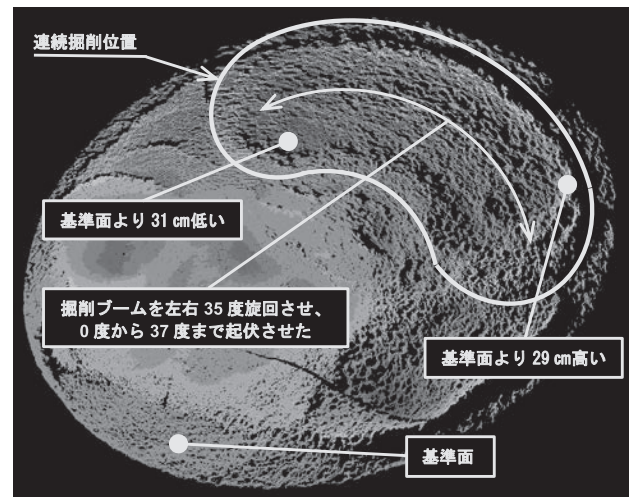 連続掘削位置
基準面より31㎝低い
掘削ブームを左右35度旋回させ、
0度から37度まで起伏させた
基準面より29㎝高い
基準面